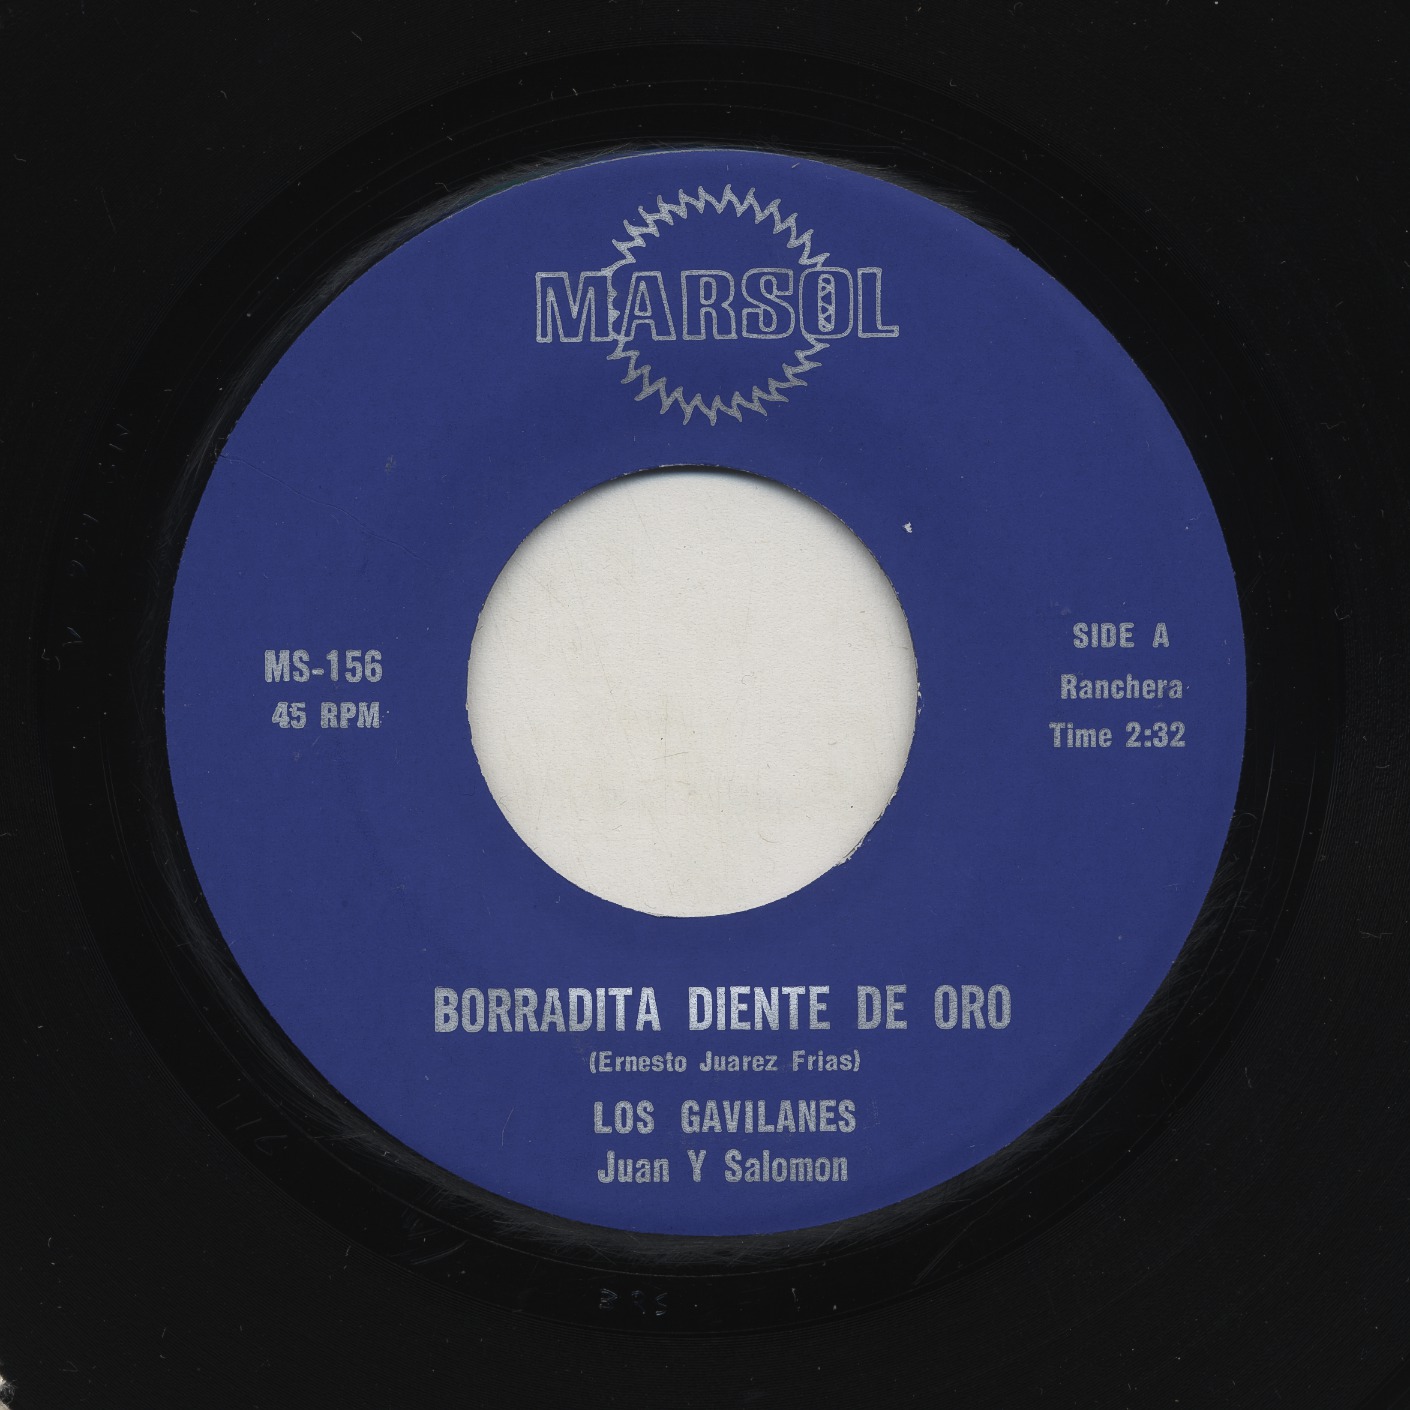 MARSOL
MS-156
45 RPM
SIDE A
Ranchera
Time 2:32
BORRADITA DIENTE DE ORO
(Ernesto Juarez Frias)
LOS GAVILANES
Juan Y Salomon